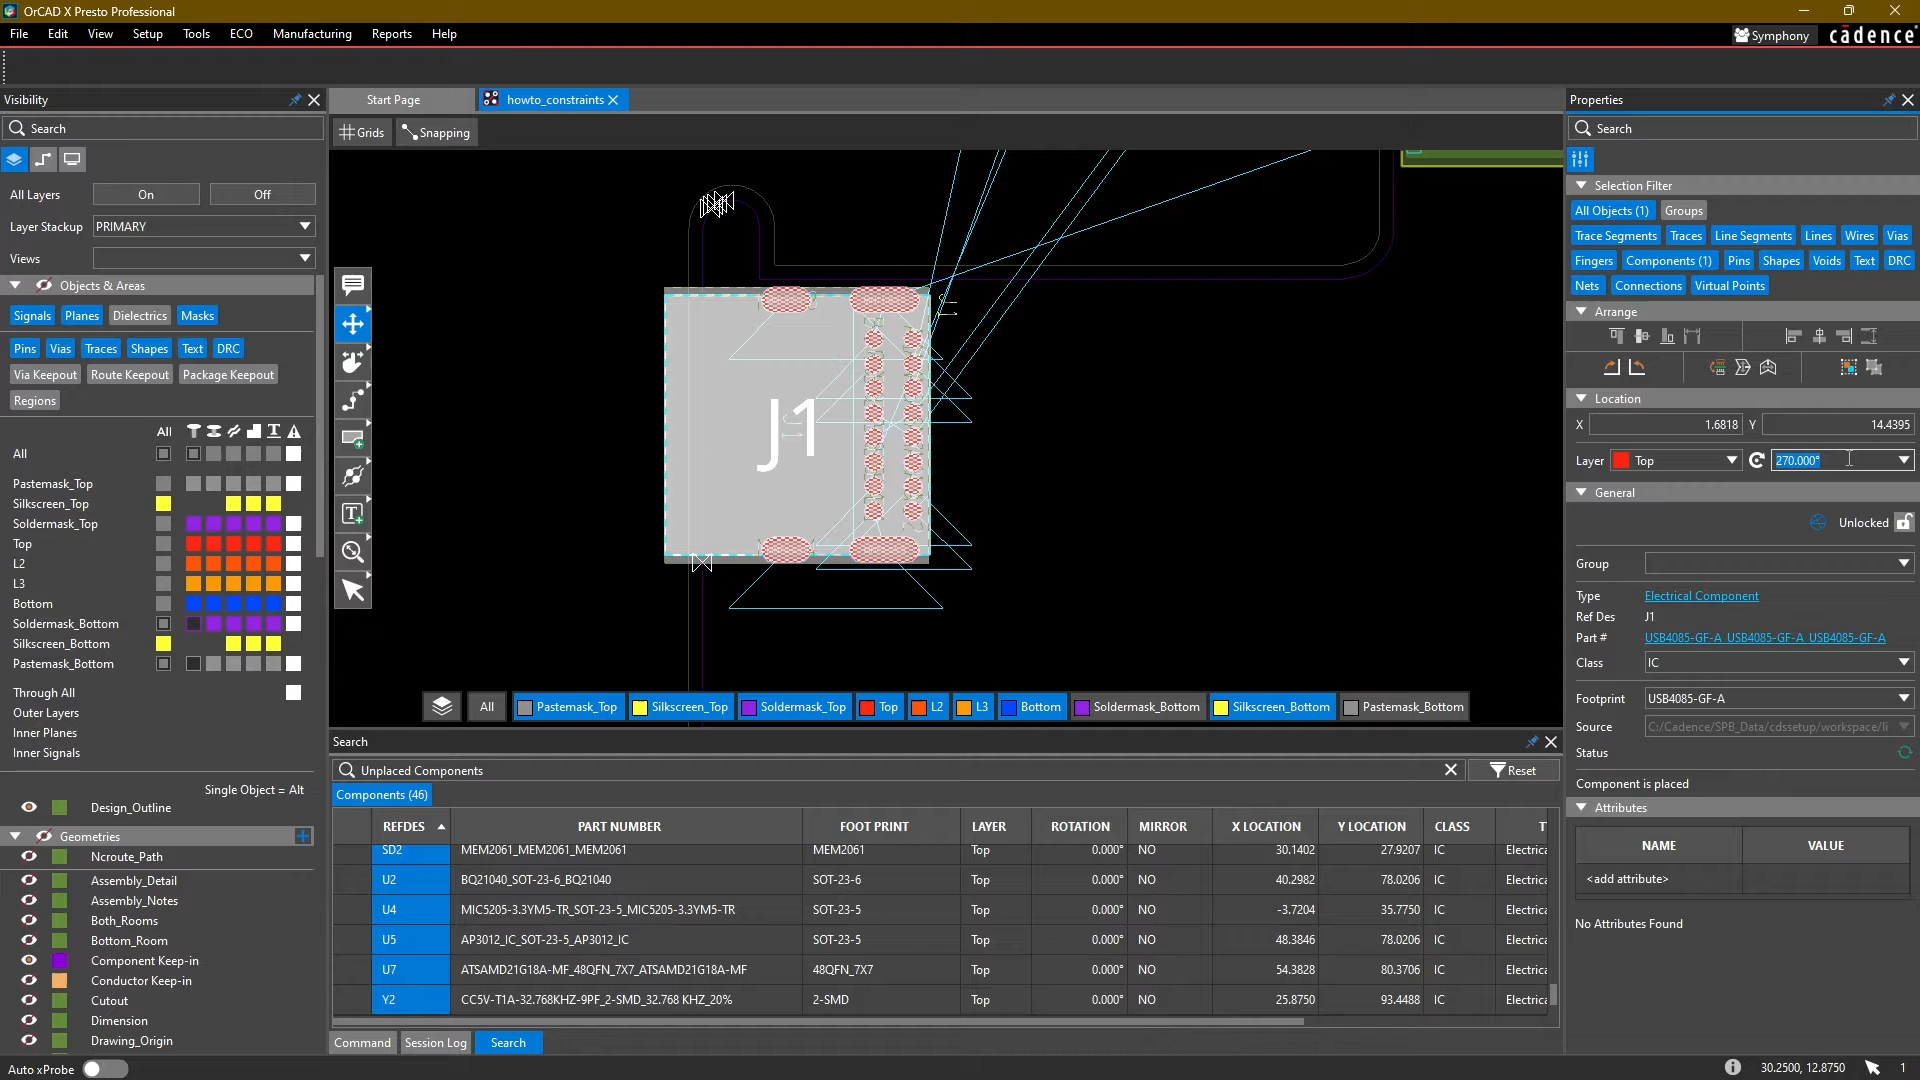 OrCAD X Presto Professional
File Edit View Setup Tools ECO Manufacturing Reports Help
Symphony cādence
Visibility
Search
All Layers On Off
Layer Stackup PRIMARY
Views
Objects & Areas
Signals Planes Dielectrics Masks
Pins Vias Traces Shapes Text DRC
Via Keepout Route Keepout Package Keepout
Regions
All
All
Pastemask_Top
Silkscreen_Top
Soldermask_Top
Top
L2
L3
Bottom
Soldermask_Bottom
Silkscreen_Bottom
Pastemask_Bottom
Through All
Outer Layers
Inner Planes
Inner Signals
Single Object = Alt
Design_Outline
Geometries
Ncroute_Path
Assembly_Detail
Assembly_Notes
Both_Rooms
Bottom_Room
Component Keep-in
Conductor Keep-in
Cutout
Dimension
Drawing_Origin
Auto xProbe
Start Page howto_constraints
Grids Snapping
J1
All Pastemask_Top Silkscreen_Top Soldermask_Top Top L2 L3 Bottom Soldermask_Bottom Silkscreen_Bottom Pastemask_Bottom
Search
Unplaced Components Reset
Components (46)
REFDES PART NUMBER FOOT PRINT LAYER ROTATION MIRROR X LOCATION Y LOCATION CLASS T
SD2 MEM2061_MEM2061_MEM2061 MEM2061 Top 0.000° NO 30.1402 27.9207 IC Electrica
U2 BQ21040_SOT-23-6_BQ21040 SOT-23-6 Top 0.000° NO 40.2982 78.0206 IC Electrica
U4 MIC5205-3.3YM5-TR_SOT-23-5_MIC5205-3.3YM5-TR SOT-23-5 Top 0.000° NO -3.7204 35.7750 IC Electrica
U5 AP3012_IC_SOT-23-5_AP3012_IC SOT-23-5 Top 0.000° NO 48.3846 78.0206 IC Electrica
U7 ATSAMD21G18A-MF_48QFN_7X7_ATSAMD21G18A-MF 48QFN_7X7 Top 0.000° NO 54.3828 80.3706 IC Electrica
Y2 CC5V-T1A-32.768KHZ-9PF_2-SMD_32.768 KHZ_20% 2-SMD Top 0.000° NO 25.8750 93.4488 IC Electrica
Command Session Log Search
Properties
Search
Selection Filter
All Objects (1) Groups
Trace Segments Traces Line Segments Lines Wires Vias
Fingers Components (1) Pins Shapes Voids Text DRC
Nets Connections Virtual Points
Arrange
Location
X 1.6818 Y 14.4395
Layer Top 270.000°
General
Unlocked
Group
Type Electrical Component
Ref Des J1
Part # USB4085-GF-A_USB4085-GF-A_USB4085-GF-A
Class IC
Footprint USB4085-GF-A
Source C:/Cadence/SPB_Data/cdssetup/workspace/li
Status
Component is placed
Attributes
NAME VALUE
<add attribute>
No Attributes Found
30.2500, 12.8750 1